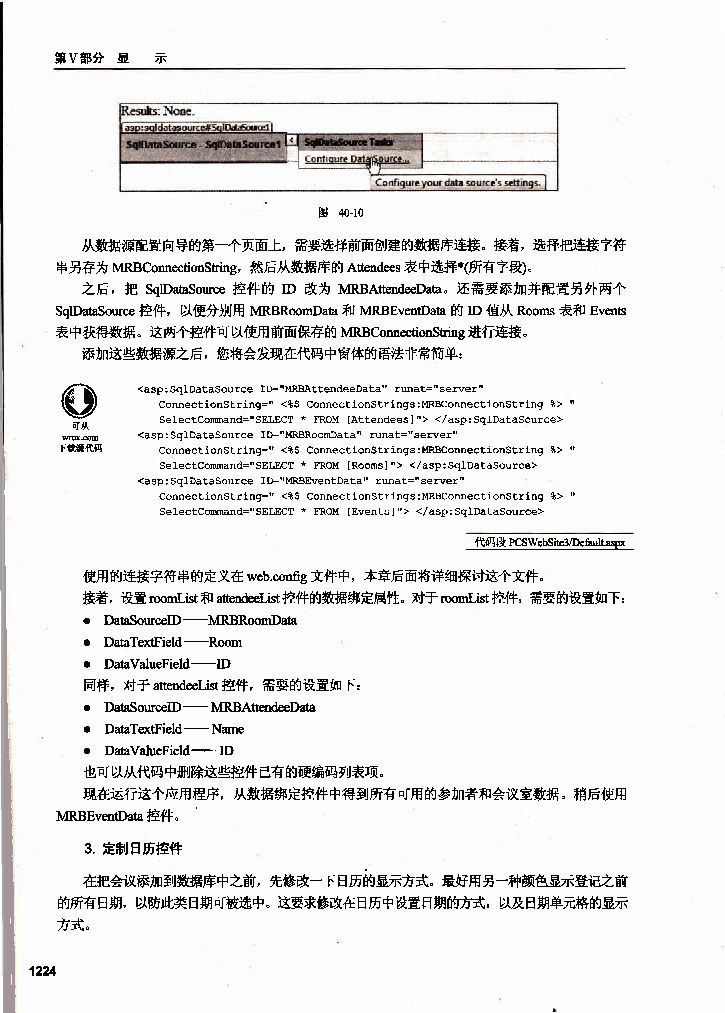 第V部分 显 示
Results: None.
asp:sqldatasource#SqlDataSource1
SqlDataSource - SqlDataSource1
SqlDataSource Tasks
Configure Data Source...
Configure your data source's settings.
图 40-10
从数据源配置向导的第一个页面上，需要选择前面创建的数据库连接。接着，选择把连接字符
串另存为 MRBConnectionString，然后从数据库的 Attendees 表中选择*(所有字段)。
之后，把 SqlDataSource 控件的 ID 改为 MRBAttendeeData。还需要添加并配置另外两个
SqlDataSource 控件，以便分别用 MRBRoomData 和 MRBEventData 的 ID 值从 Rooms 表和 Events
表中获得数据。这两个控件可以使用前面保存的 MRBConnectionString 进行连接。
添加这些数据源之后，您将会发现在代码中窗体的语法非常简单：
可从
wrox.com
下载源代码
<asp:SqlDataSource ID="MRBAttendeeData" runat="server"
ConnectionString=" <%$ ConnectionStrings:MRBConnectionString %> "
SelectCommand="SELECT * FROM [Attendees]"> </asp:SqlDataSource>
<asp:SqlDataSource ID="MRBRoomData" runat="server"
ConnectionString=" <%$ ConnectionStrings:MRBConnectionString %> "
SelectCommand="SELECT * FROM [Rooms]"> </asp:SqlDataSource>
<asp:SqlDataSource ID="MRBEventData" runat="server"
ConnectionString=" <%$ ConnectionStrings:MRBConnectionString %> "
SelectCommand="SELECT * FROM [Events]"> </asp:SqlDataSource>
代码段 PCSWebSite3/Default.aspx
使用的连接字符串的定义在 web.config 文件中，本章后面将详细探讨这个文件。
接着，设置 roomList 和 attendeeList 控件的数据绑定属性。对于 roomList 控件，需要的设置如下：
● DataSourceID——MRBRoomData
● DataTextField——Room
● DataValueField——ID
同样，对于 attendeeList 控件，需要的设置如下：
● DataSourceID——MRBAttendeeData
● DataTextField——Name
● DataValueField——ID
也可以从代码中删除这些控件已有的硬编码列表项。
现在运行这个应用程序，从数据绑定控件中得到所有可用的参加者和会议室数据。稍后使用
MRBEventData 控件。
3. 定制日历控件
在把会议添加到数据库中之前，先修改一下日历的显示方式。最好用另一种颜色显示登记之前
的所有日期，以防此类日期可被选中。这要求修改在日历中设置日期的方式，以及日期单元格的显示
方式。
1224